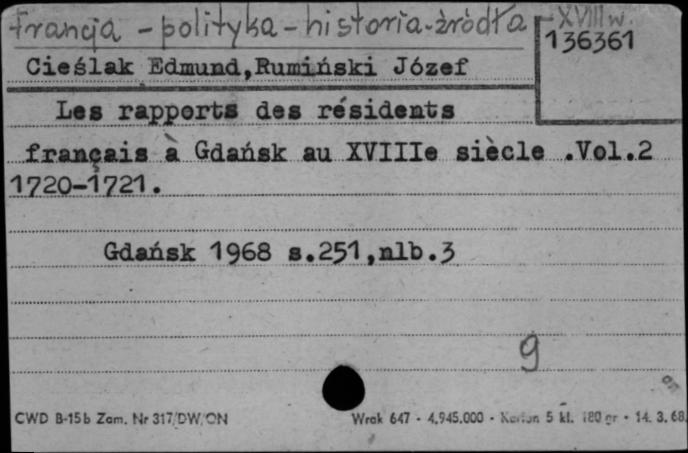 francja - polityka - historia - źródła - XVIII w.
136361
Cieślak Edmund,Rumiński Józef
Les rapports des résidents
français à Gdańsk au XVIIIe siècle .Vol.2
1720-1721.
Gdańsk 1968 s.251,nlb.3
9
CWD B-15b Zam. Nr 317/DW/ON Wrak 647 - 4.945.000 - Karton 5 kl. 180 gr - 14. 3. 68.